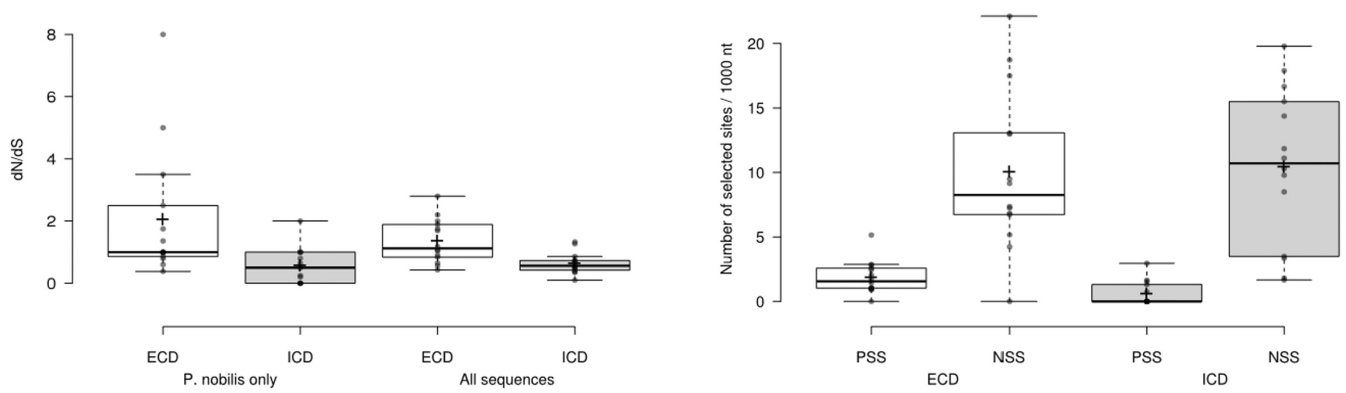 dN/dS
8
6
4
2
0
ECD ICD ECD ICD
P. nobilis only All sequences
Number of selected sites / 1000 nt
20
15
10
5
0
PSS NSS PSS NSS
ECD ICD